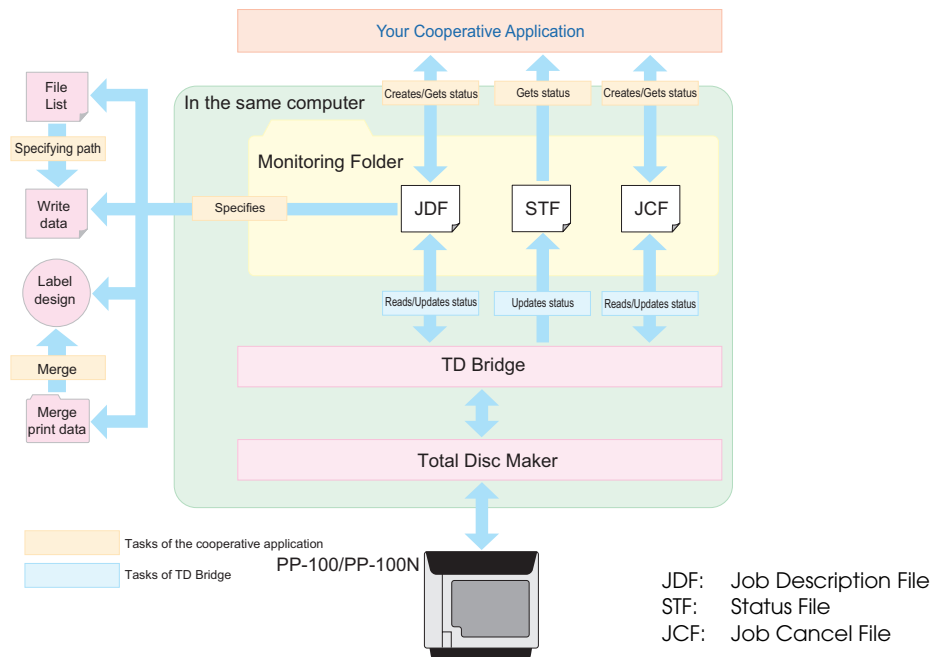 Your Cooperative Application
File
List
Creates/Gets status
Gets status
Creates/Gets status
In the same computer
Specifying path
Monitoring Folder
Write
data
Specifies
JDF
STF
JCF
Label
design
Reads/Updates status
Updates status
Reads/Updates status
Merge
TD Bridge
Merge
print data
Total Disc Maker
Tasks of the cooperative application
Tasks of TD Bridge
PP-100/PP-100N
JDF: Job Description File
STF: Status File
JCF: Job Cancel File